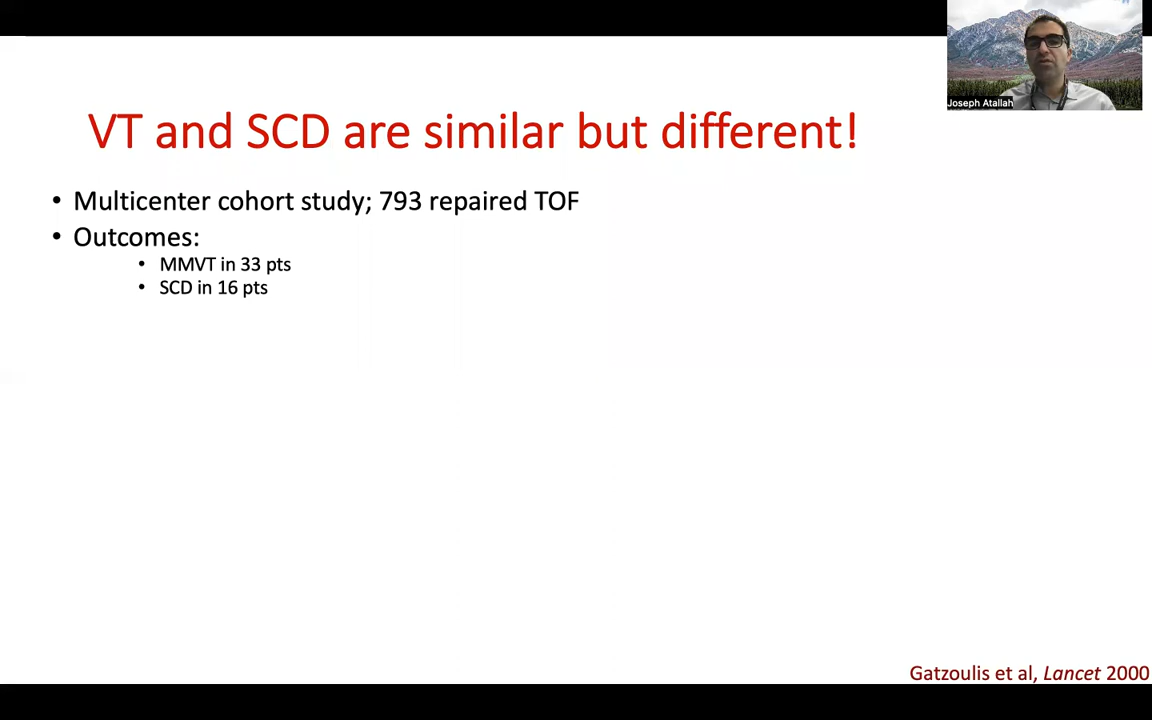 Joseph Atallah
VT and SCD are similar but different!
• Multicenter cohort study; 793 repaired TOF
• Outcomes:
• MMVT in 33 pts
• SCD in 16 pts
Gatzoulis et al, Lancet 2000